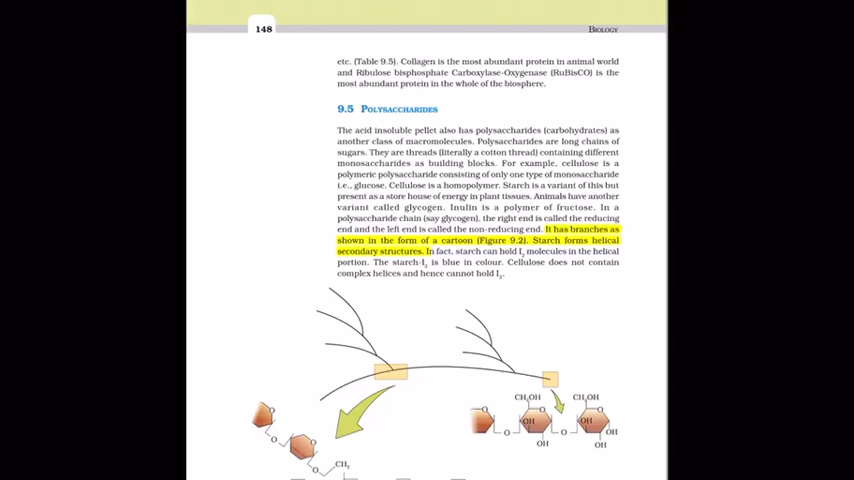 148
BIOLOGY
etc. (Table 9.5). Collagen is the most abundant protein in animal world
and Ribulose bisphosphate Carboxylase-Oxygenase (RuBisCO) is the
most abundant protein in the whole of the biosphere.
9.5 POLYSACCHARIDES
The acid insoluble pellet also has polysaccharides (carbohydrates) as
another class of macromolecules. Polysaccharides are long chains of
sugars. They are threads (literally a cotton thread) containing different
monosaccharides as building blocks. For example, cellulose is a
polymeric polysaccharide consisting of only one type of monosaccharide
i.e., glucose. Cellulose is a homopolymer. Starch is a variant of this but
present as a store house of energy in plant tissues. Animals have another
variant called glycogen. Inulin is a polymer of fructose. In a
polysaccharide chain (say glycogen), the right end is called the reducing
end and the left end is called the non-reducing end. It has branches as
shown in the form of a cartoon (Figure 9.2). Starch forms helical
secondary structures. In fact, starch can hold I₂ molecules in the helical
portion. The starch-I₂ is blue in colour. Cellulose does not contain
complex helices and hence cannot hold I₂.
CH₂OH CH₂OH
O O O O
OH OH
O O OH
OH OH
O O
O CH₂
O